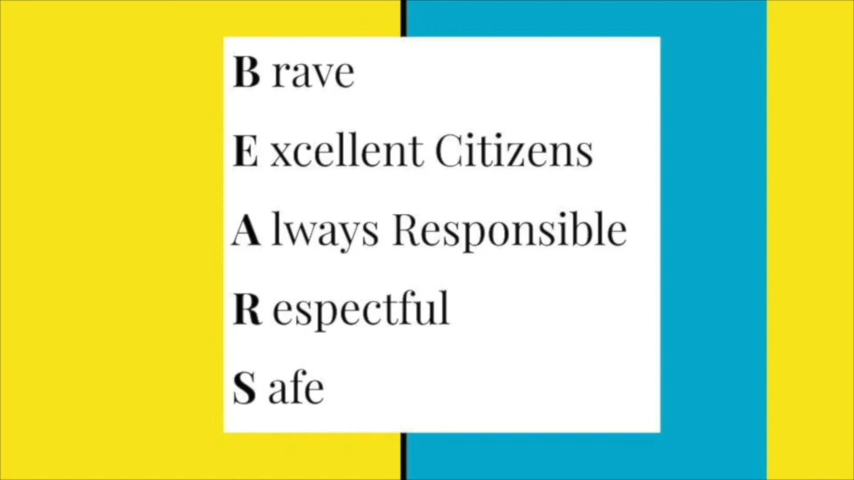 B rave
E xcellent Citizens
A lways Responsible
R espectful
S afe